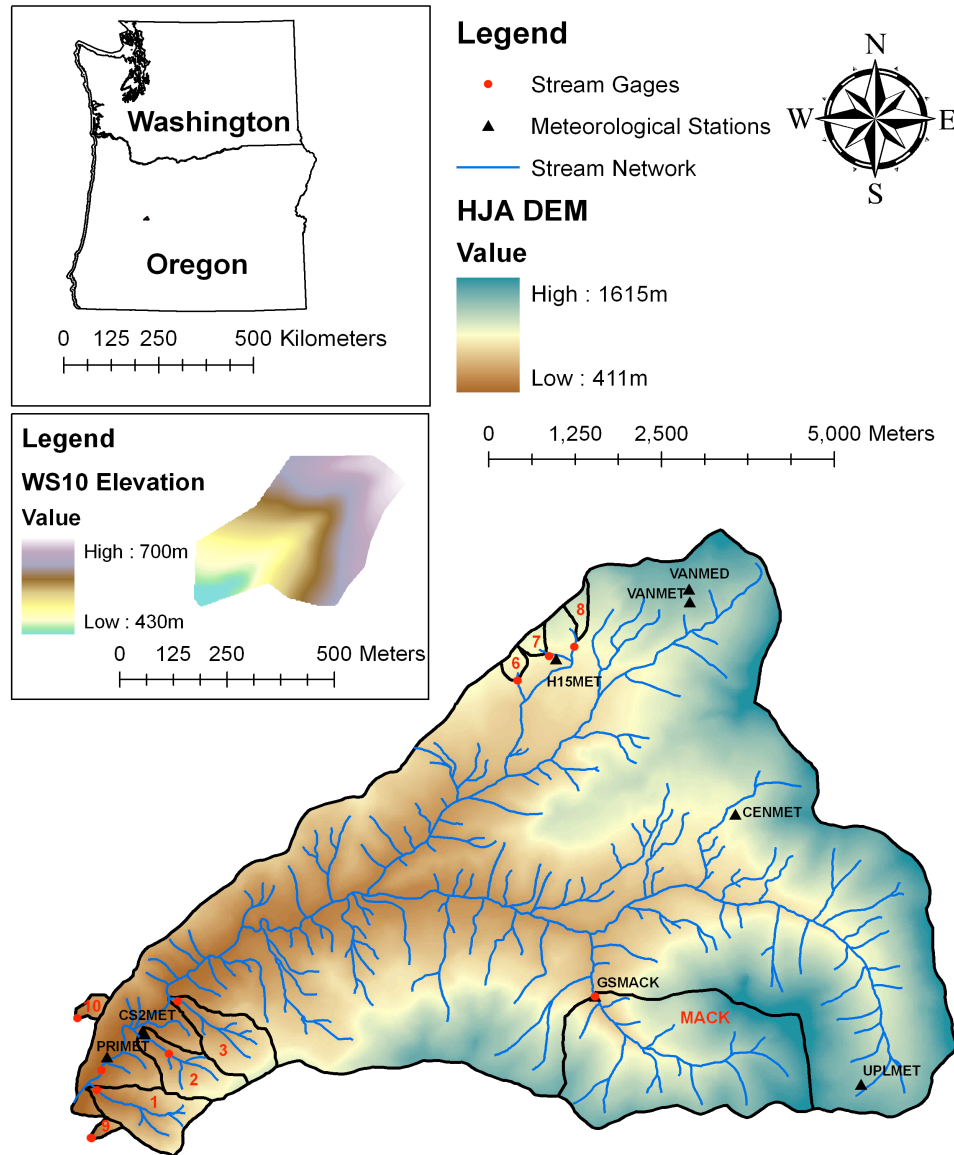 Washington
Oregon
0 125 250 500 Kilometers
Legend
Stream Gages
Meteorological Stations
Stream Network
HJA DEM
Value
High : 1615m
Low : 411m
N
W E
S
0 1,250 2,500 5,000 Meters
Legend
WS10 Elevation
Value
High : 700m
Low : 430m
0 125 250 500 Meters
VANMED
VANMET
8
7
6
H15MET
CENMET
GSMACK
MACK
10
CS2MET
PRIMET
3
2
1
9
UPLMET